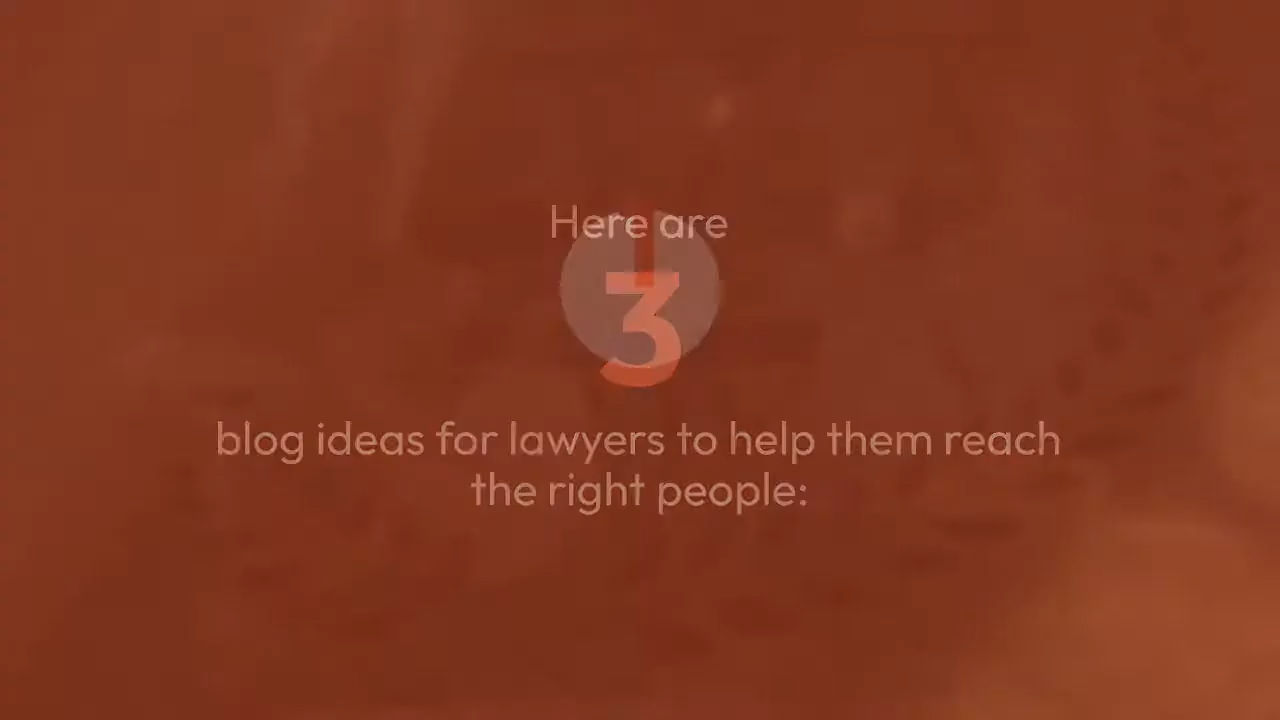 Here are
3
blog ideas for lawyers to help them reach
the right people: